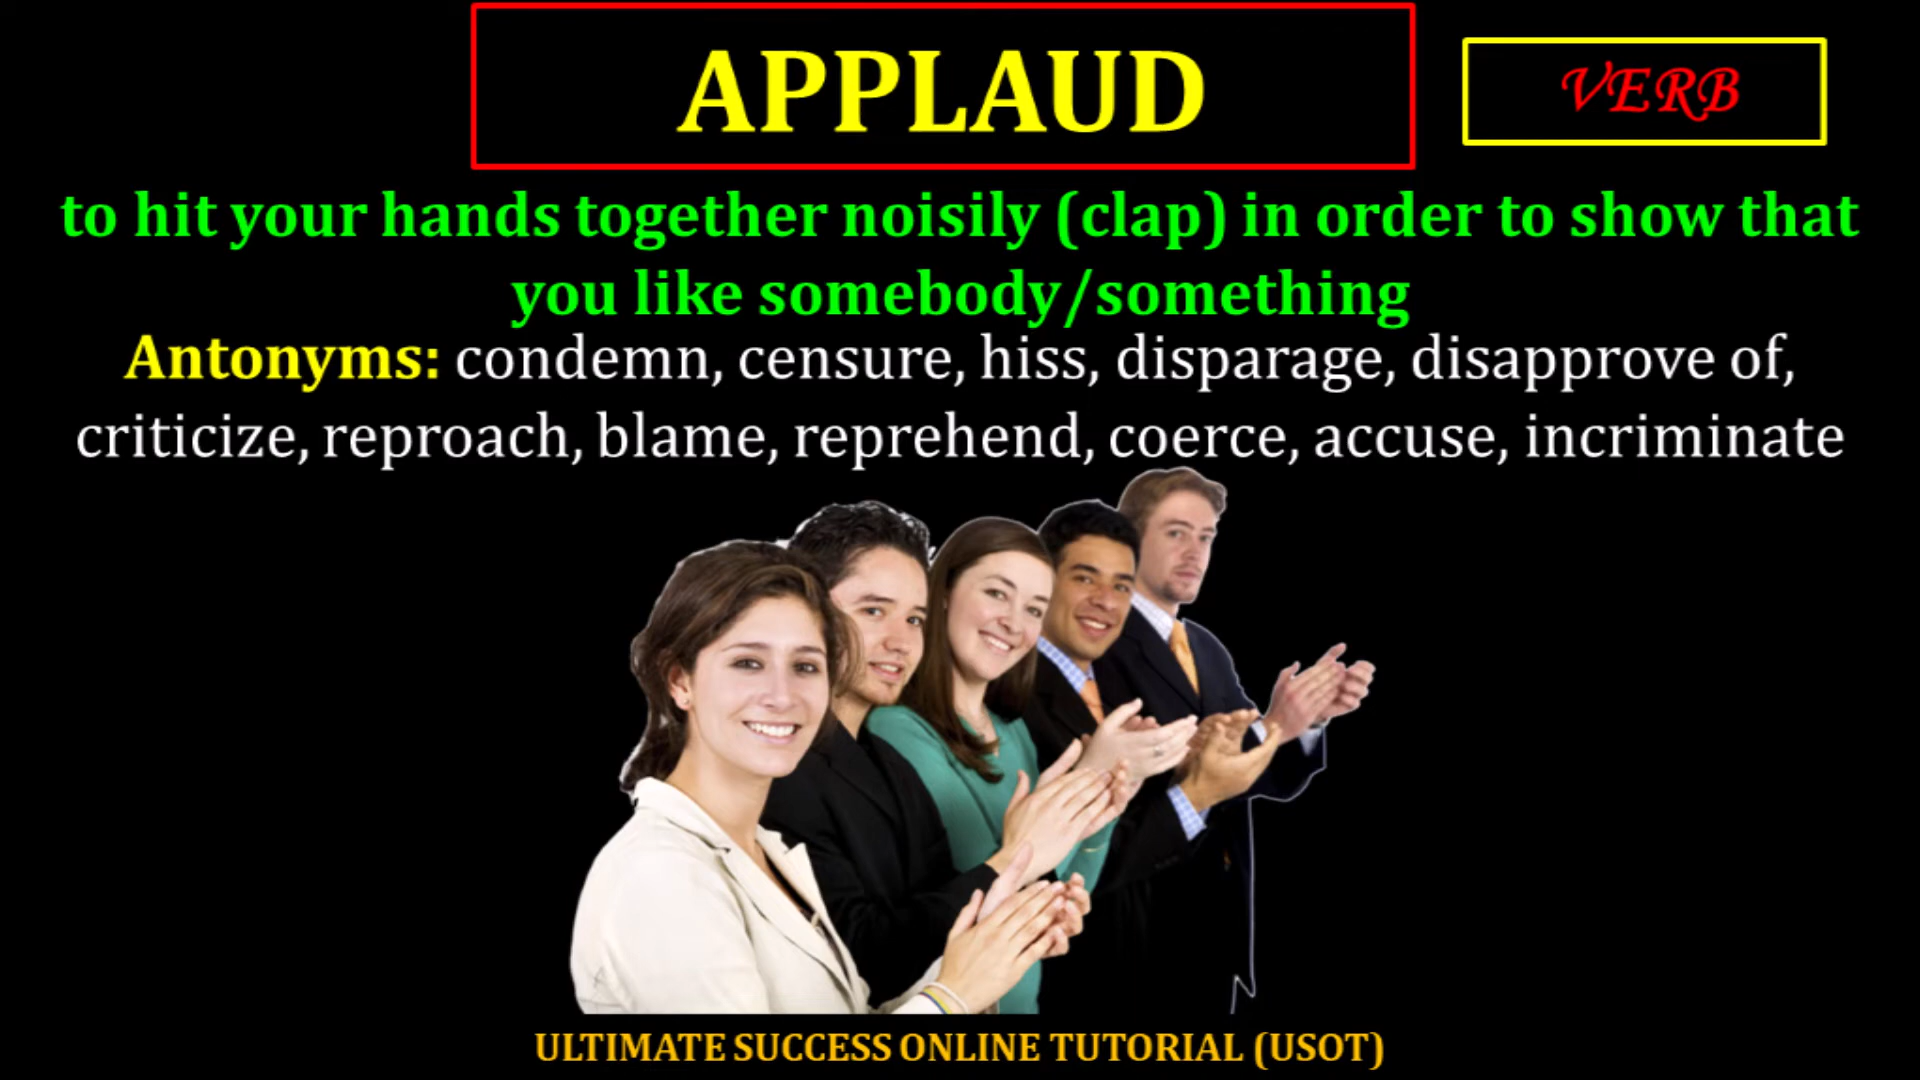 APPLAUD
VERB
to hit your hands together noisily (clap) in order to show that
you like somebody/something
Antonyms: condemn, censure, hiss, disparage, disapprove of,
criticize, reproach, blame, reprehend, coerce, accuse, incriminate
ULTIMATE SUCCESS ONLINE TUTORIAL (USOT)